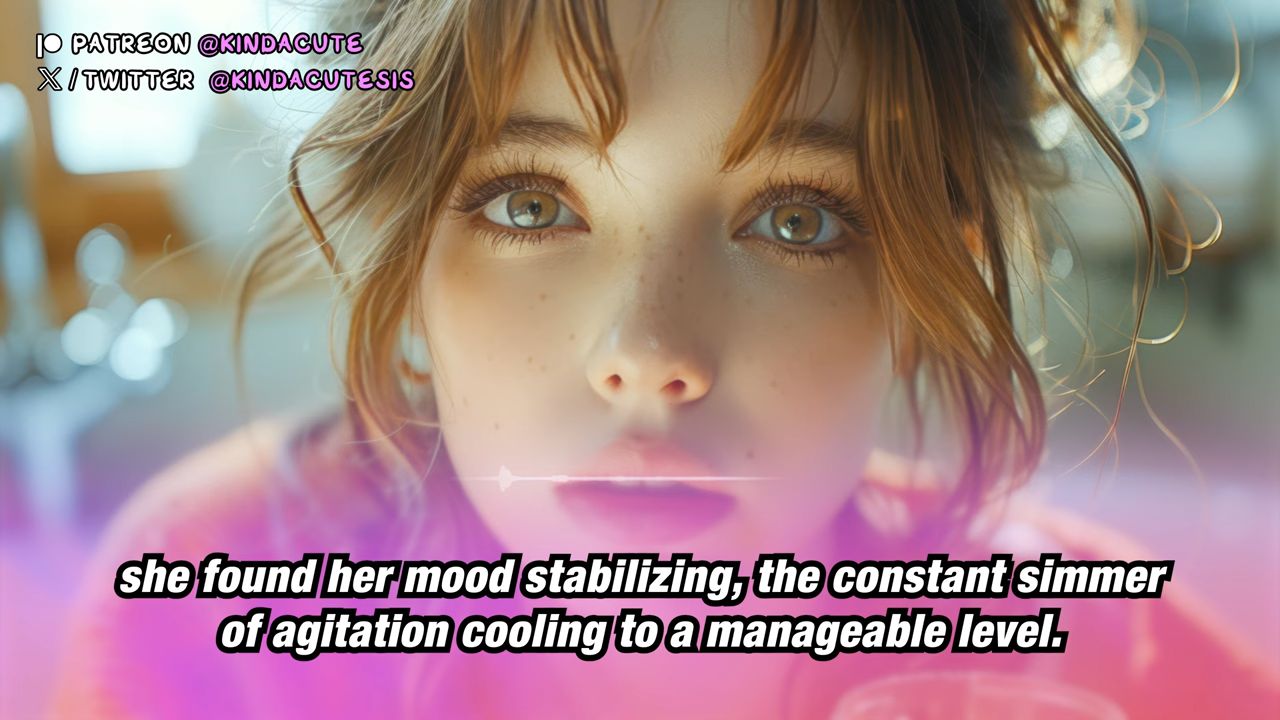 PATREON @KINDACUTE
X / TWITTER @KINDACUTESIS
she found her mood stabilizing, the constant simmer
of agitation cooling to a manageable level.